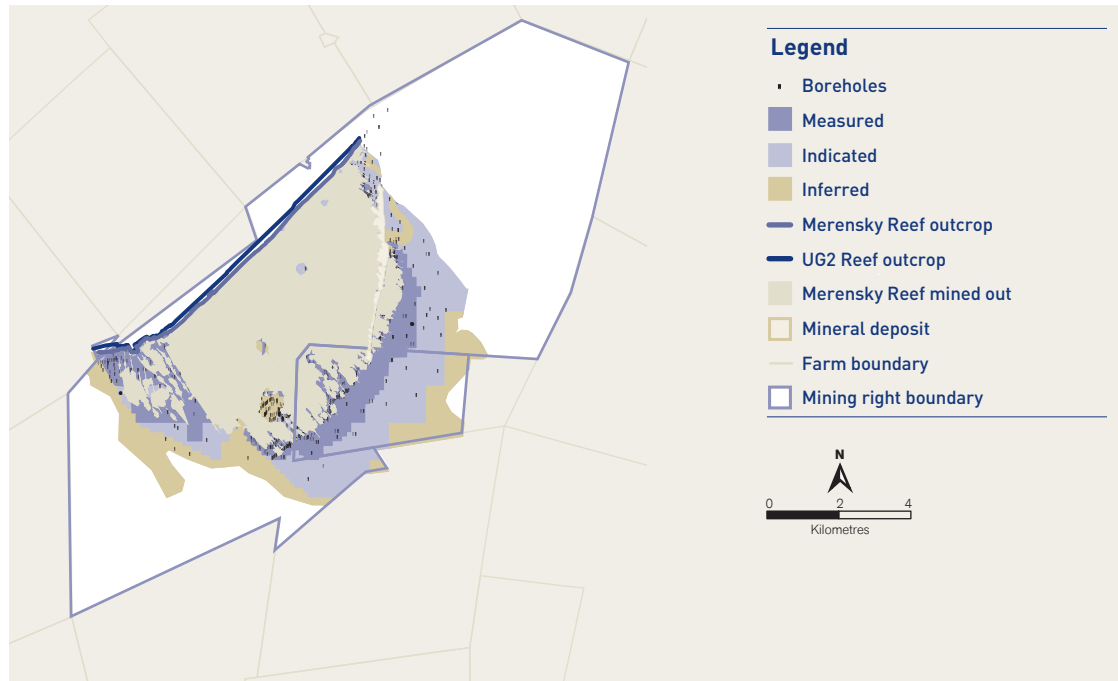 Legend
Boreholes
Measured
Indicated
Inferred
Merensky Reef outcrop
UG2 Reef outcrop
Merensky Reef mined out
Mineral deposit
Farm boundary
Mining right boundary
N
0 2 4
Kilometres